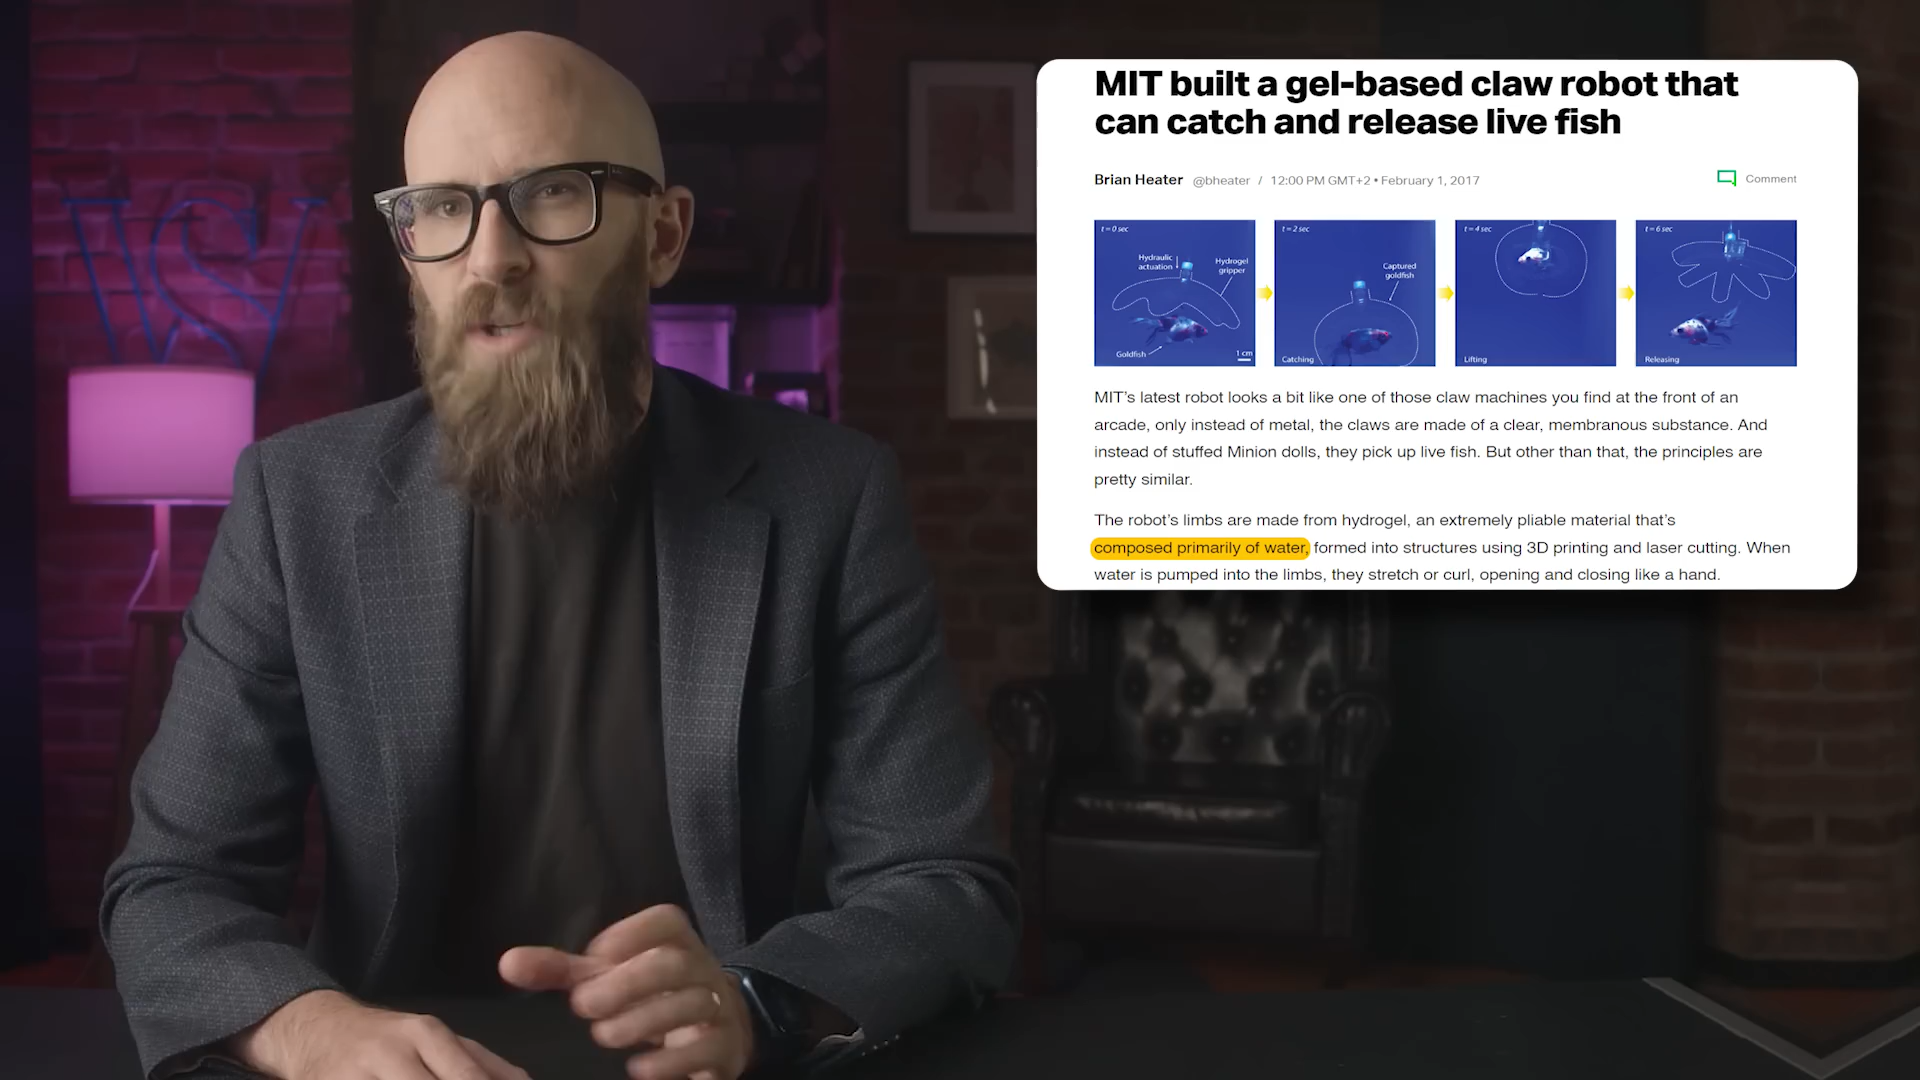 MIT built a gel-based claw robot that
can catch and release live fish
Brian Heater @bheater / 12:00 PM GMT+2 • February 1, 2017
Comment
t = 0 sec
Hydraulic
actuation
Hydrogel
gripper
Goldfish
1 cm
t = 2 sec
Captured
goldfish
Catching
t = 4 sec
Lifting
t = 6 sec
Releasing
MIT’s latest robot looks a bit like one of those claw machines you find at the front of an
arcade, only instead of metal, the claws are made of a clear, membranous substance. And
instead of stuffed Minion dolls, they pick up live fish. But other than that, the principles are
pretty similar.
The robot’s limbs are made from hydrogel, an extremely pliable material that’s
composed primarily of water, formed into structures using 3D printing and laser cutting. When
water is pumped into the limbs, they stretch or curl, opening and closing like a hand.
VS